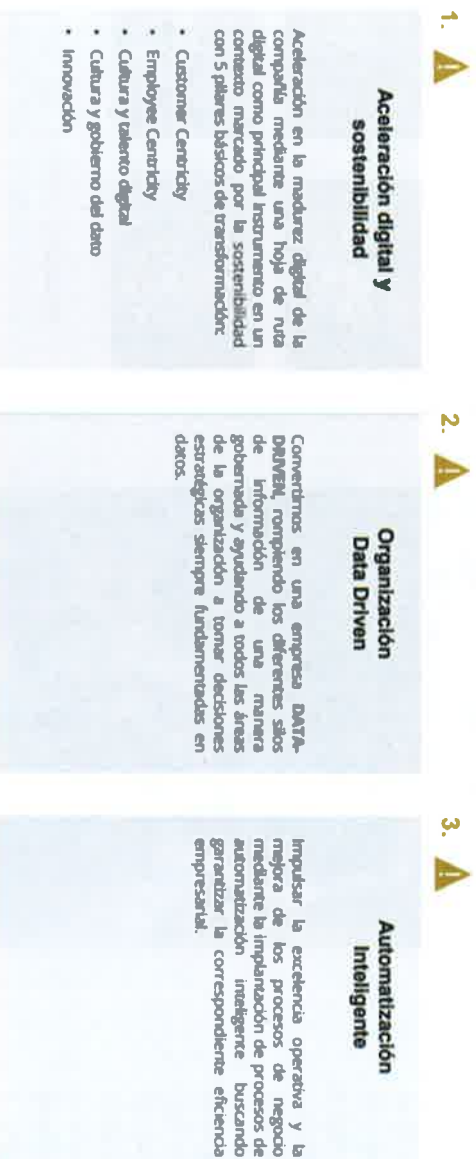 1.
Aceleración digital y
sostenibilidad
Aceleración en la madurez digital de la
compañía mediante una hoja de ruta
digital como principal instrumento en un
contexto marcado por la sostenibilidad
con 5 pilares básicos de transformación:
• Customer Centricity
• Employee Centricity
• Cultura y talento digital
• Cultura y gobierno del dato
• Innovación
2.
Organización
Data Driven
Convertirnos en una empresa DATA-
DRIVEN, rompiendo los diferentes silos
de información de una manera
gobernada y ayudando a todos las áreas
de la organización a tomar decisiones
estratégicas siempre fundamentadas en
datos.
3.
Automatización
Inteligente
Impulsar la excelencia operativa y la
mejora de los procesos de negocio
mediante la implantación de procesos de
automatización inteligente buscando
garantizar la correspondiente eficiencia
empresarial.